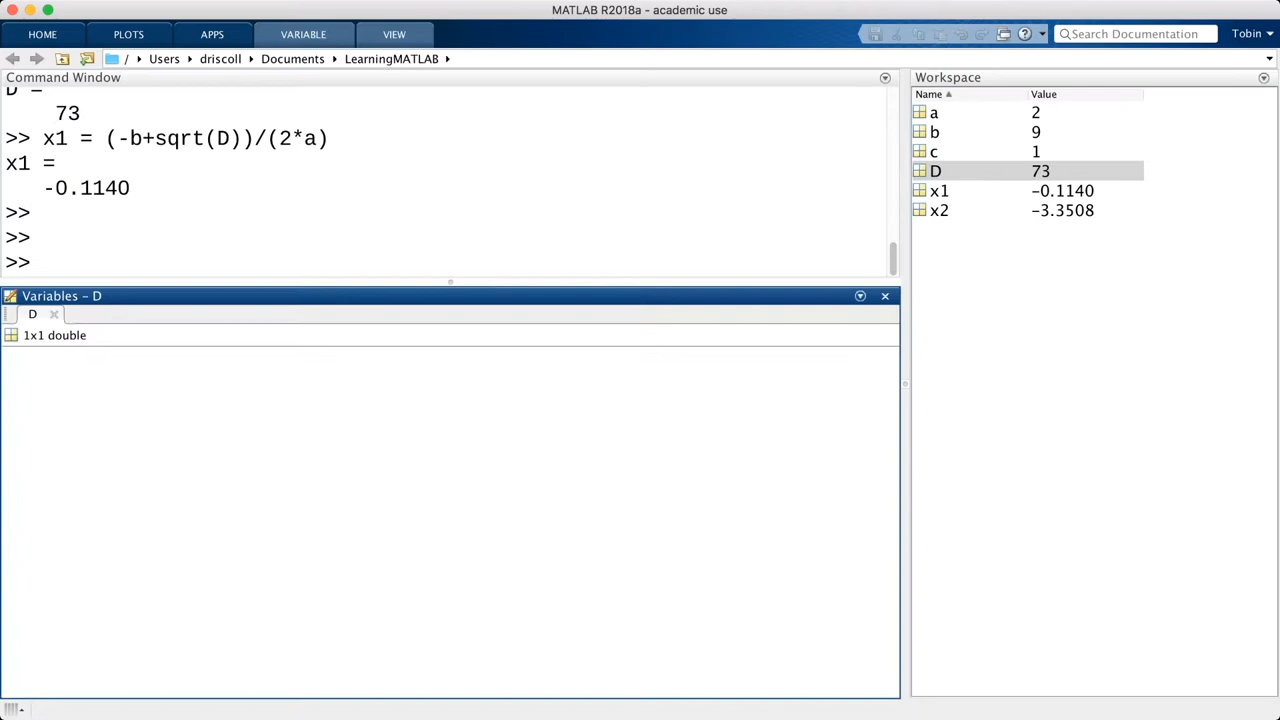 MATLAB R2018a - academic use
HOME PLOTS APPS VARIABLE VIEW Search Documentation Tobin
/ Users driscoll Documents LearningMATLAB
Command Window
D =
73
>> x1 = (-b+sqrt(D))/(2*a)
x1 =
-0.1140
>>
>>
>>
Variables - D
D
1x1 double
Workspace
Name Value
a 2
b 9
c 1
D 73
x1 -0.1140
x2 -3.3508